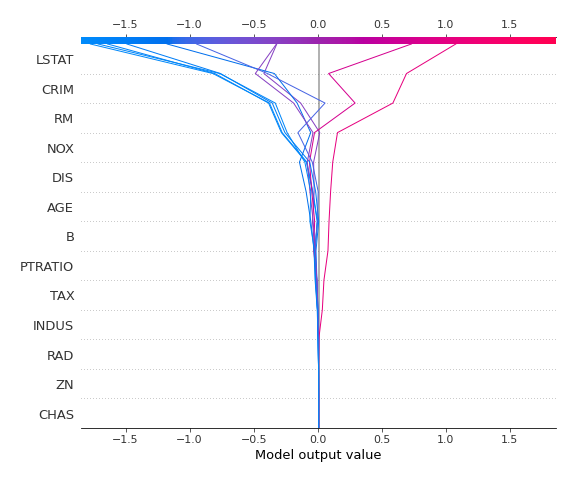 −1.5 −1.0 −0.5 0.0 0.5 1.0 1.5
LSTAT
CRIM
RM
NOX
DIS
AGE
B
PTRATIO
TAX
INDUS
RAD
ZN
CHAS
−1.5 −1.0 −0.5 0.0 0.5 1.0 1.5
Model output value